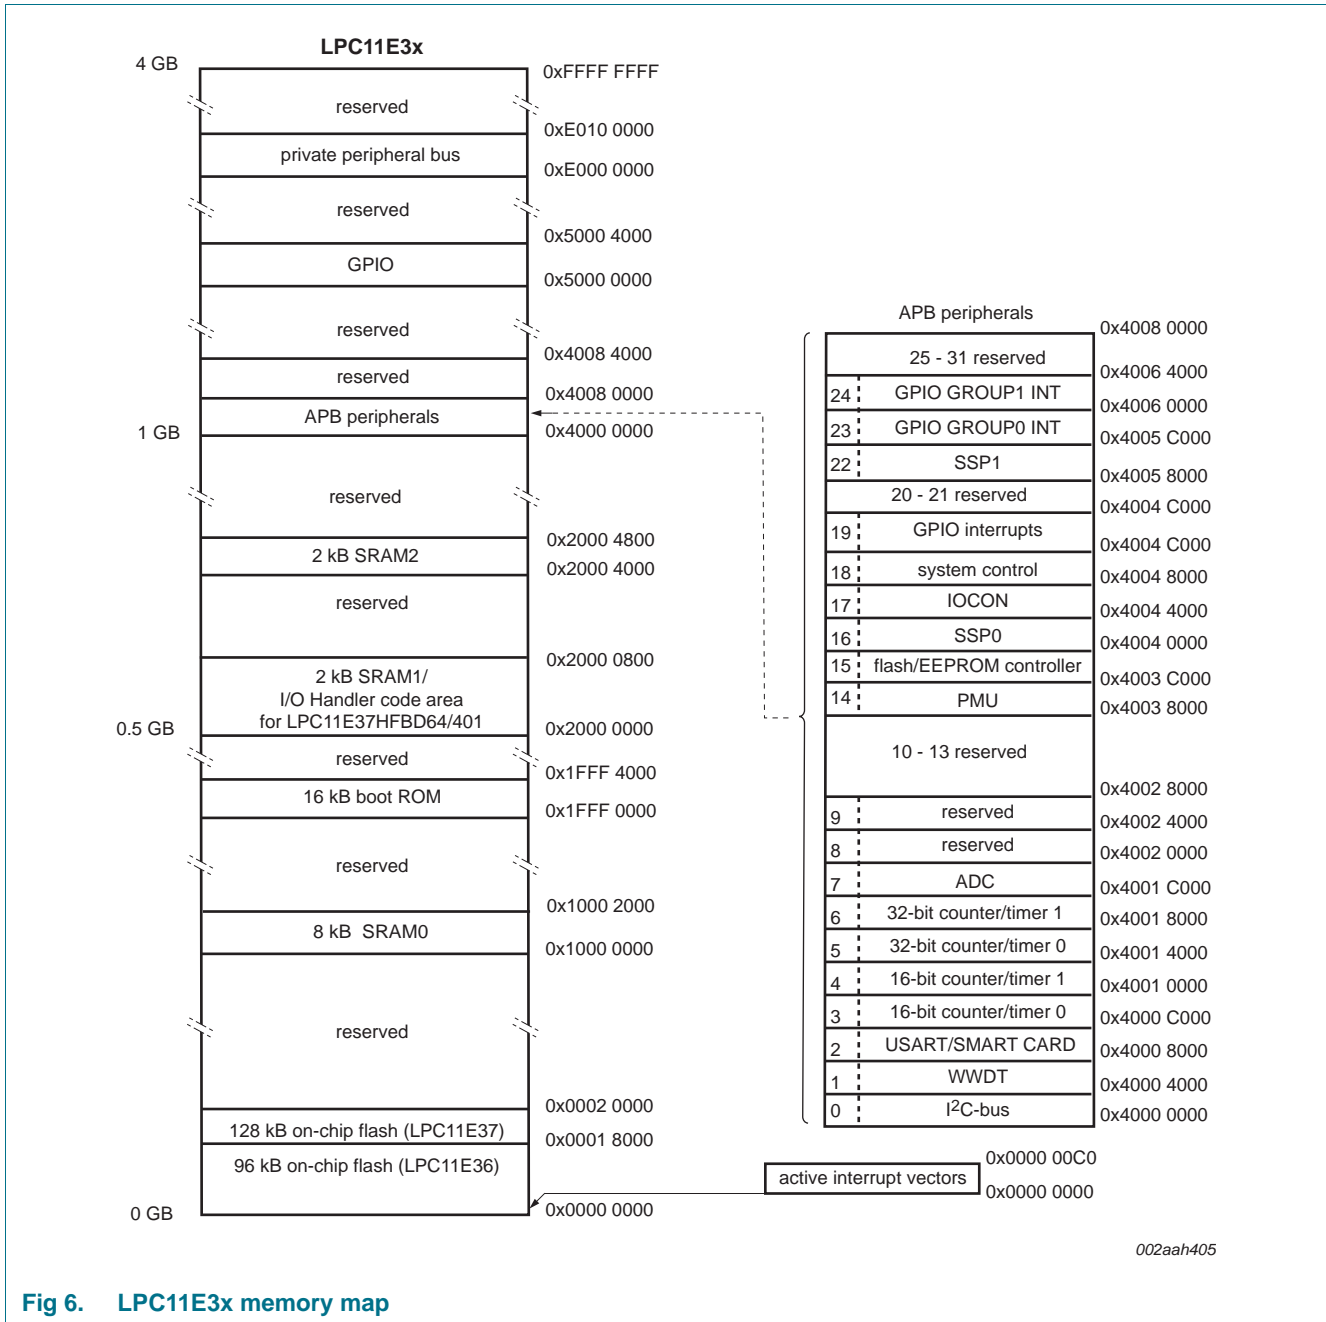 LPC11E3x
4 GB
0xFFFF FFFF
reserved
0xE010 0000
private peripheral bus
0xE000 0000
reserved
0x5000 4000
GPIO
0x5000 0000
reserved
0x4008 4000
reserved
0x4008 0000
APB peripherals
1 GB
0x4000 0000
reserved
0x2000 4800
2 kB SRAM2
0x2000 4000
reserved
0x2000 0800
2 kB SRAM1/
I/O Handler code area
for LPC11E37HFBD64/401
0.5 GB
0x2000 0000
reserved
0x1FFF 4000
16 kB boot ROM
0x1FFF 0000
reserved
0x1000 2000
8 kB SRAM0
0x1000 0000
reserved
0x0002 0000
128 kB on-chip flash (LPC11E37)
0x0001 8000
96 kB on-chip flash (LPC11E36)
0 GB
0x0000 0000
APB peripherals
0x4008 0000
25 - 31 reserved
0x4006 4000
24 GPIO GROUP1 INT
0x4006 0000
23 GPIO GROUP0 INT
0x4005 C000
22 SSP1
0x4005 8000
20 - 21 reserved
0x4004 C000
19 GPIO interrupts
0x4004 C000
18 system control
0x4004 8000
17 IOCON
0x4004 4000
16 SSP0
0x4004 0000
15 flash/EEPROM controller
0x4003 C000
14 PMU
0x4003 8000
10 - 13 reserved
0x4002 8000
9 reserved
0x4002 4000
8 reserved
0x4002 0000
7 ADC
0x4001 C000
6 32-bit counter/timer 1
0x4001 8000
5 32-bit counter/timer 0
0x4001 4000
4 16-bit counter/timer 1
0x4001 0000
3 16-bit counter/timer 0
0x4000 C000
2 USART/SMART CARD
0x4000 8000
1 WWDT
0x4000 4000
0 I2C-bus
0x4000 0000
0x0000 00C0
active interrupt vectors
0x0000 0000
002aah405
Fig 6. LPC11E3x memory map